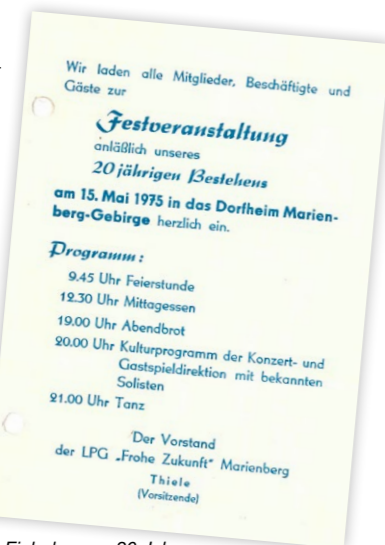 Wir laden alle Mitglieder, Beschäftigte und
Gäste zur
Festveranstaltung
anläßlich unseres
20jährigen Bestehens
am 15. Mai 1975 in das Dorfheim Marien-
berg-Gebirge herzlich ein.
Programm:
9.45 Uhr Feierstunde
12.30 Uhr Mittagessen
19.00 Uhr Abendbrot
20.00 Uhr Kulturprogramm der Konzert- und
Gastspieldirektion mit bekannten
Solisten
21.00 Uhr Tanz
Der Vorstand
der LPG „Frohe Zukunft" Marienberg
Thiele
(Vorsitzende)